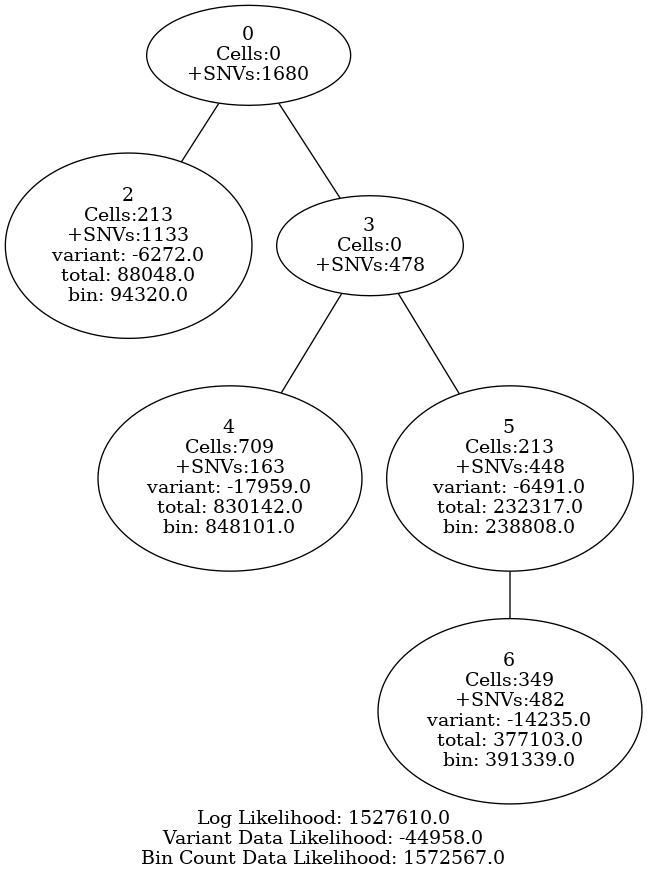 0
Cells:0
+SNVs:1680
2
Cells:213
+SNVs:1133
variant: -6272.0
total: 88048.0
bin: 94320.0
3
Cells:0
+SNVs:478
4
Cells:709
+SNVs:163
variant: -17959.0
total: 830142.0
bin: 848101.0
5
Cells:213
+SNVs:448
variant: -6491.0
total: 232317.0
bin: 238808.0
6
Cells:349
+SNVs:482
variant: -14235.0
total: 377103.0
bin: 391339.0
Log Likelihood: 1527610.0
Variant Data Likelihood: -44958.0
Bin Count Data Likelihood: 1572567.0